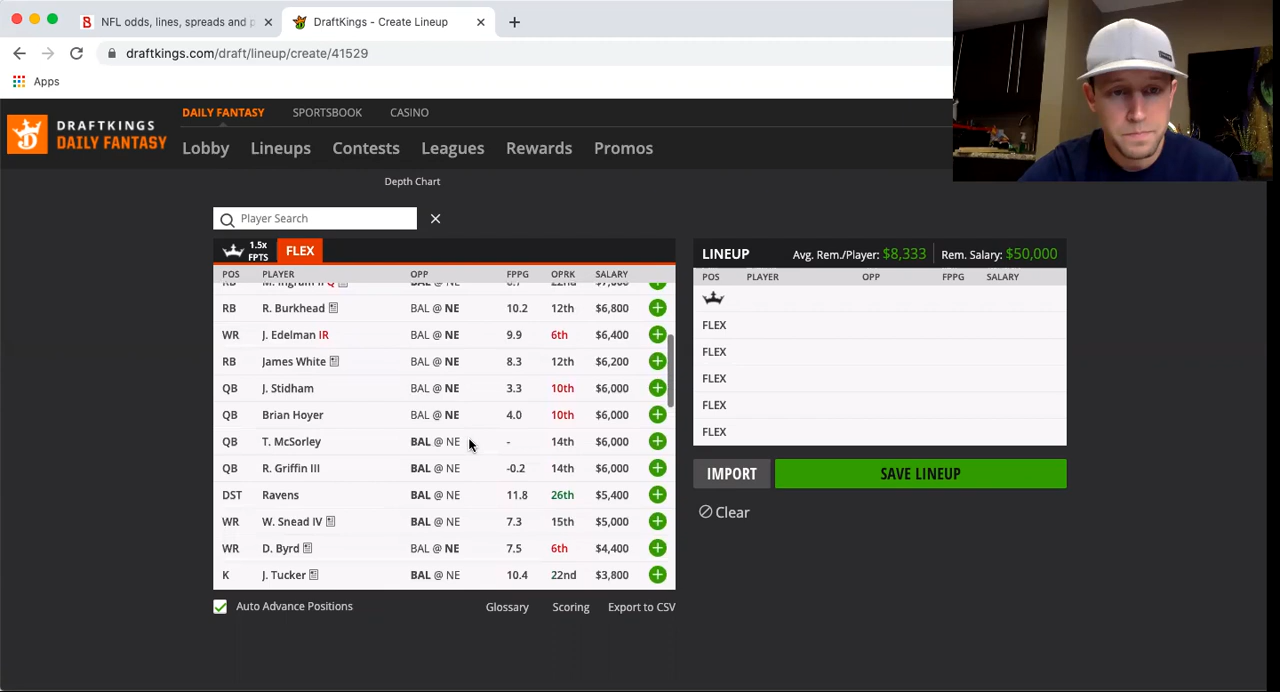 NFL odds, lines, spreads and p
DraftKings - Create Lineup
draftkings.com/draft/lineup/create/41529
Apps
DRAFTKINGS
DAILY FANTASY
DAILY FANTASY SPORTSBOOK CASINO
Lobby Lineups Contests Leagues Rewards Promos
Depth Chart
Player Search
1.5x FPTS FLEX
POS PLAYER OPP FPPG OPRK SALARY
RB M. Ingram II Q BAL @ NE 22nd
RB R. Burkhead BAL @ NE 10.2 12th $6,800
WR J. Edelman IR BAL @ NE 9.9 6th $6,400
RB James White BAL @ NE 8.3 12th $6,200
QB J. Stidham BAL @ NE 3.3 10th $6,000
QB Brian Hoyer BAL @ NE 4.0 10th $6,000
QB T. McSorley BAL @ NE - 14th $6,000
QB R. Griffin III BAL @ NE -0.2 14th $6,000
DST Ravens BAL @ NE 11.8 26th $5,400
WR W. Snead IV BAL @ NE 7.3 15th $5,000
WR D. Byrd BAL @ NE 7.5 6th $4,400
K J. Tucker BAL @ NE 10.4 22nd $3,800
Auto Advance Positions Glossary Scoring Export to CSV
LINEUP Avg. Rem./Player: $8,333 Rem. Salary: $50,000
POS PLAYER OPP FPPG SALARY
FLEX
FLEX
FLEX
FLEX
FLEX
IMPORT SAVE LINEUP
Clear